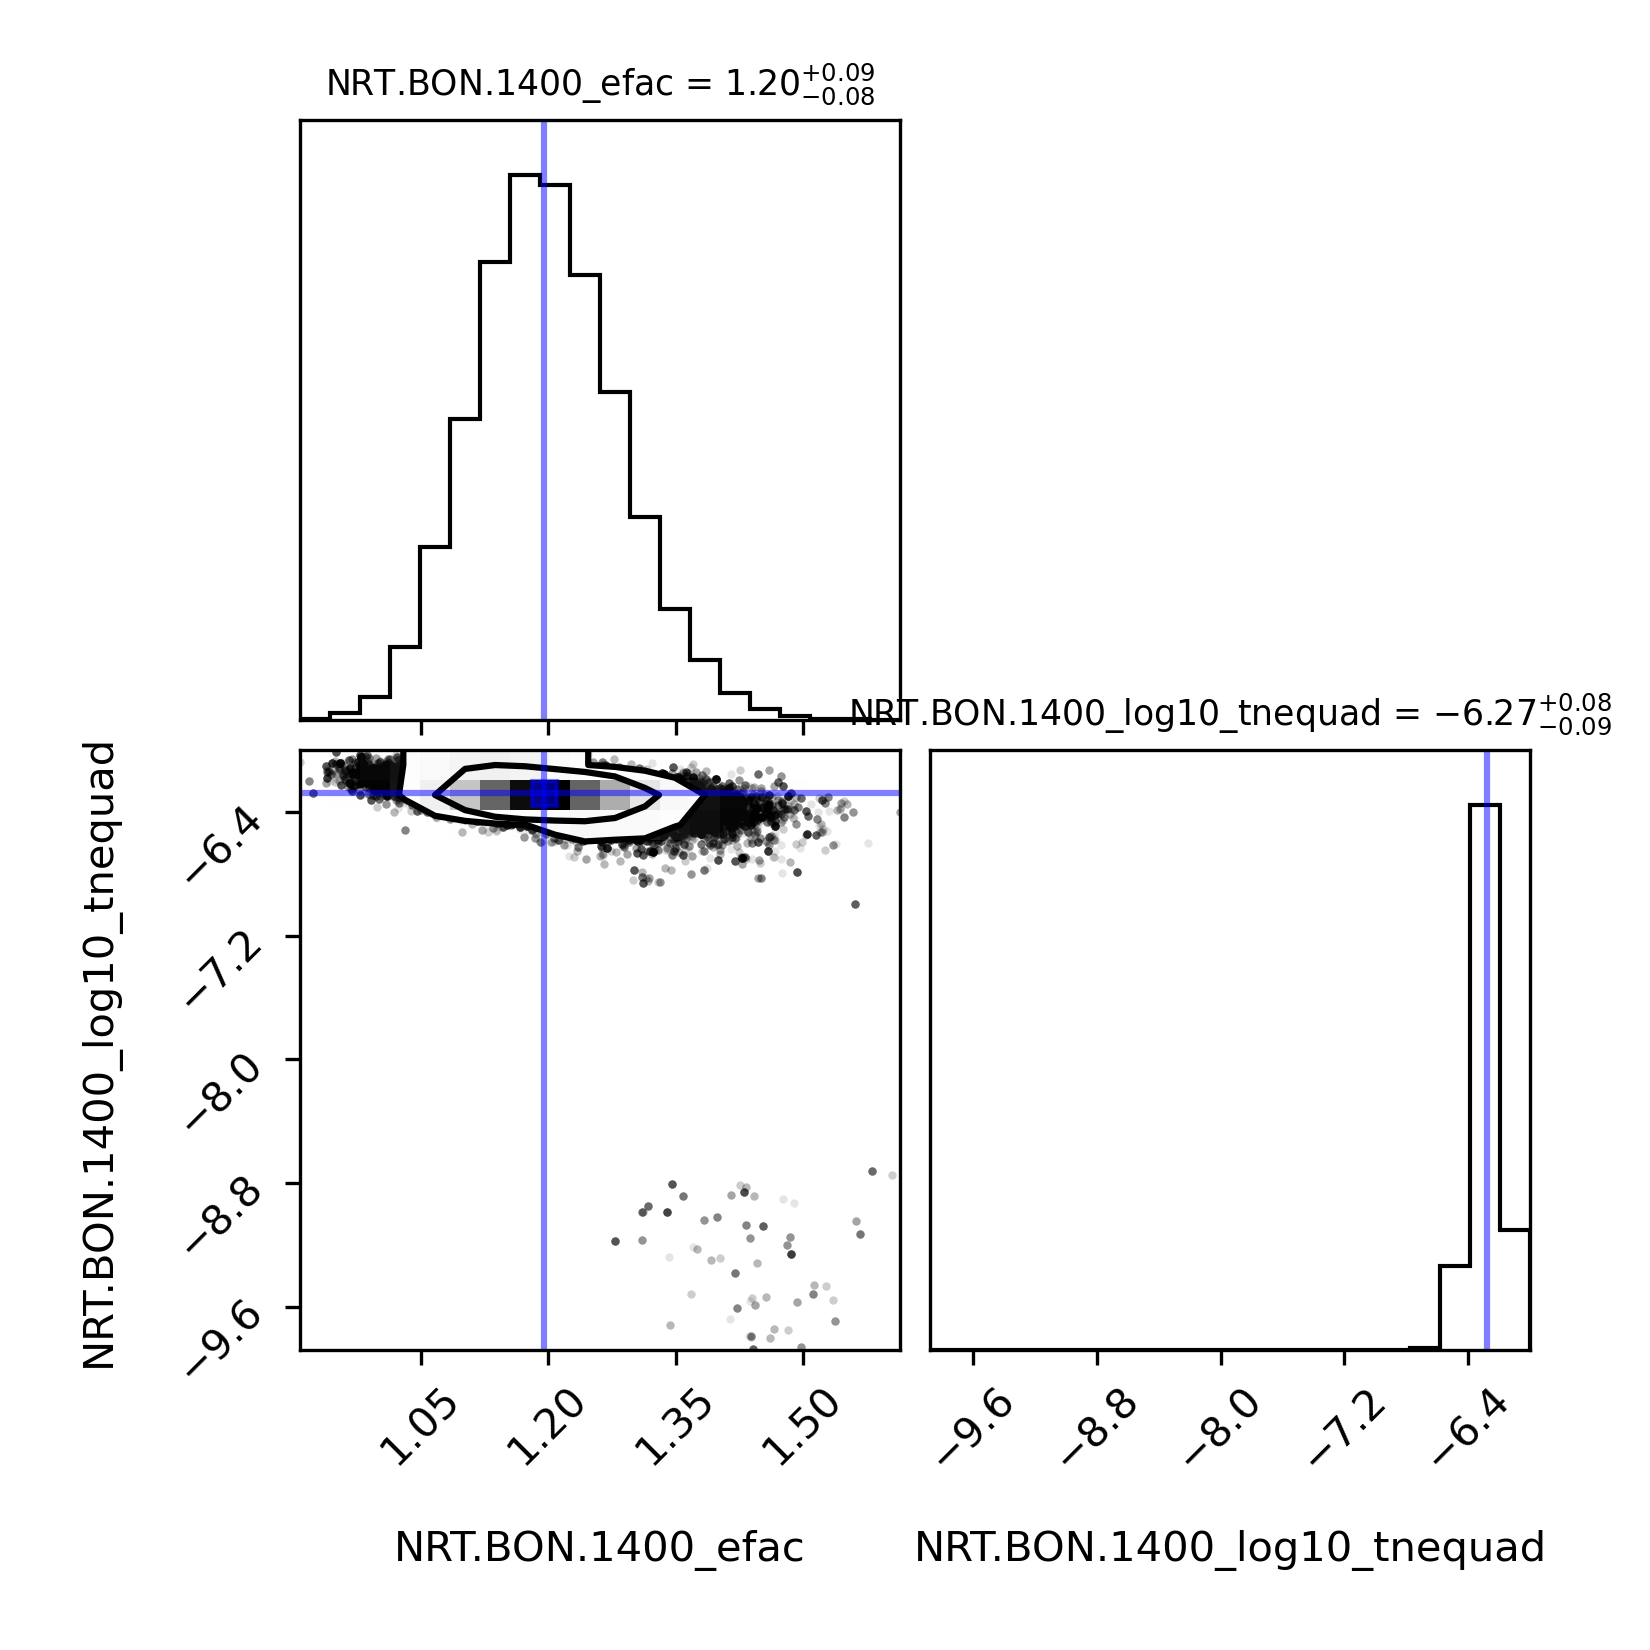 NRT.BON.1400_efac = 1.20+0.09−0.08
NRT.BON.1400_log10_tnequad = −6.27+0.08−0.09
NRT.BON.1400_log10_tnequad
−6.4
−7.2
−8.0
−8.8
−9.6
1.05 1.20 1.35 1.50
−9.6 −8.8 −8.0 −7.2 −6.4
NRT.BON.1400_efac
NRT.BON.1400_log10_tnequad